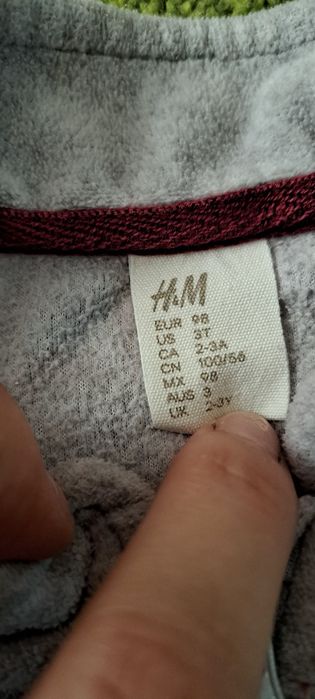 H&M
EUR 98
US 3T
CA 2-3A
CN 100/56
MX 98
AUS 3
UK 2-3Y